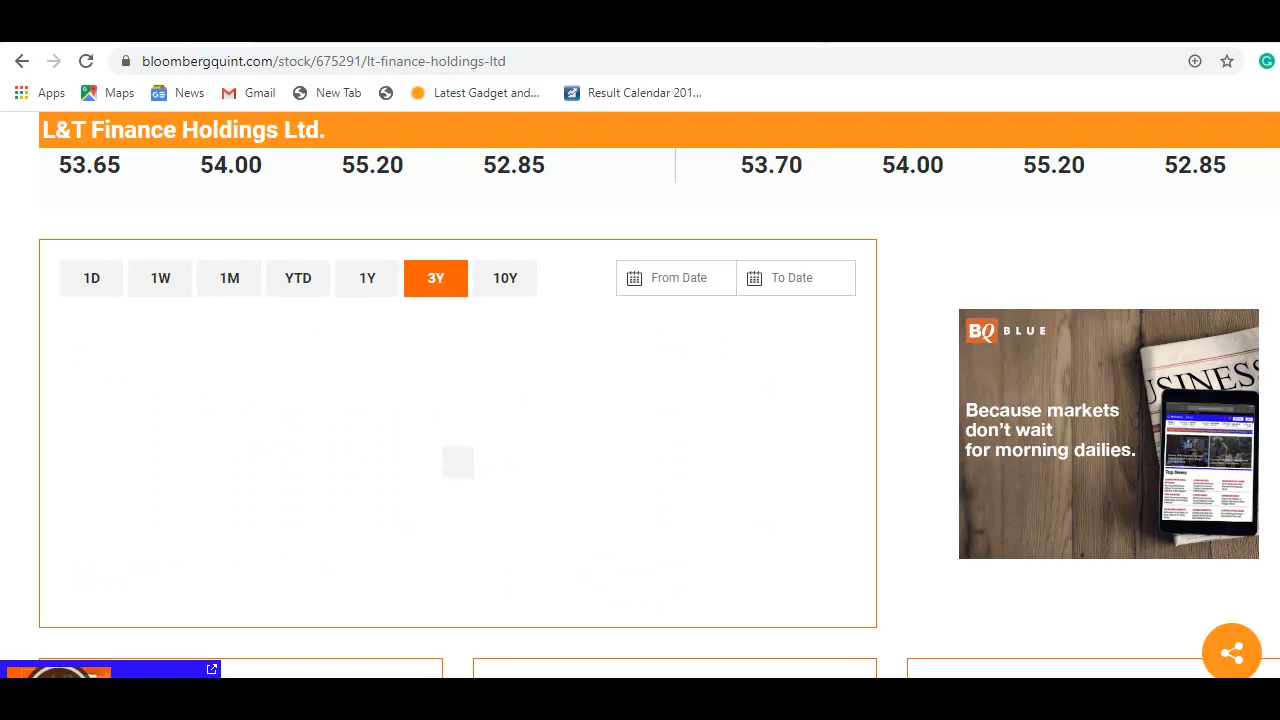 bloombergquint.com/stock/675291/lt-finance-holdings-ltd
Apps Maps News Gmail New Tab Latest Gadget and... Result Calendar 201...
L&T Finance Holdings Ltd.
53.65 54.00 55.20 52.85 53.70 54.00 55.20 52.85
1D 1W 1M YTD 1Y 3Y 10Y From Date To Date
BQ BLUE
BUSINESS
Because markets
don't wait
for morning dailies.
Top News